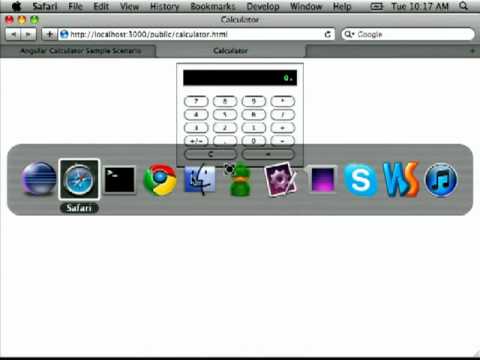 Safari File Edit View History Bookmarks Develop Window Help Tue 10:17 AM
Calculator
http://localhost:3000/public/calculator.html
Google
Angular Calculator Sample Scenario
Calculator
0.
7 8 9 *
4 5 6 /
1 2 3 +
+/- . 0 -
C =
Safari